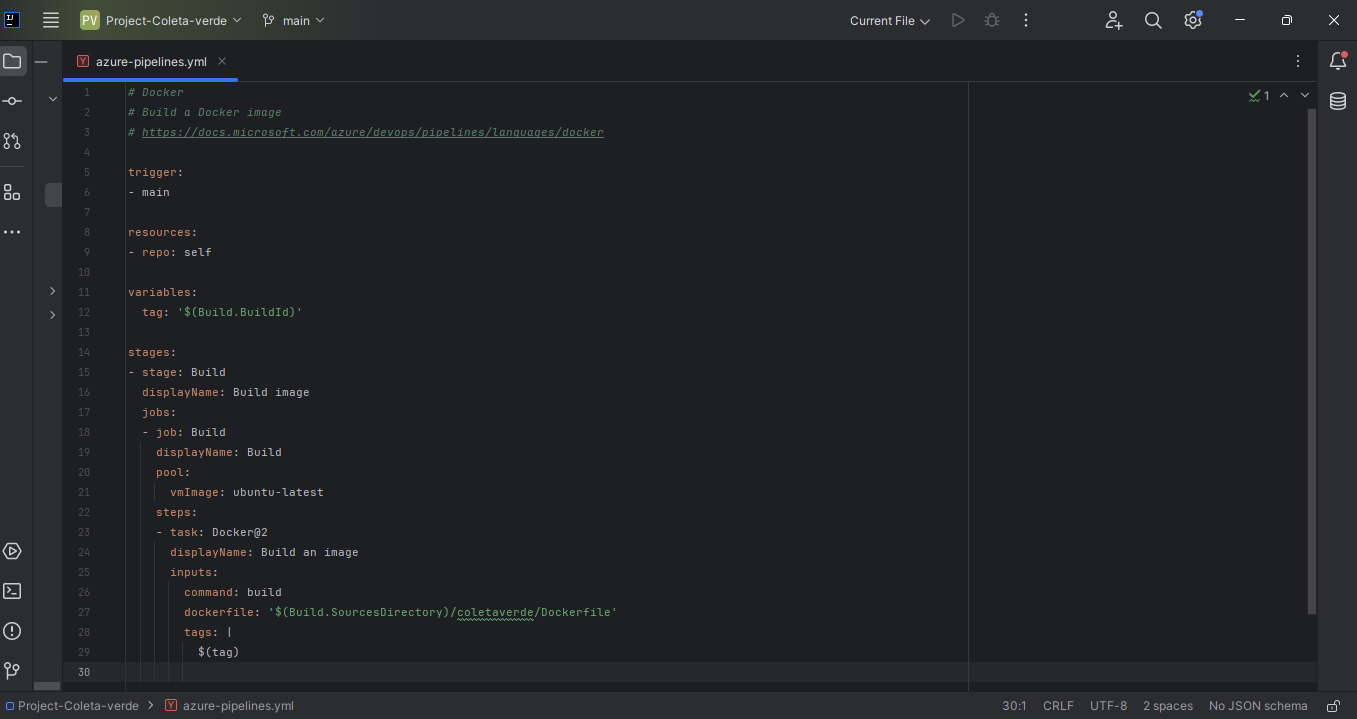 PV Project-Coleta-verde main Current File
azure-pipelines.yml
1 # Docker
2 # Build a Docker image
3 # https://docs.microsoft.com/azure/devops/pipelines/languages/docker
4
5 trigger:
6 - main
7
8 resources:
9 - repo: self
10
11 variables:
12   tag: '$(Build.BuildId)'
13
14 stages:
15 - stage: Build
16   displayName: Build image
17   jobs:
18   - job: Build
19     displayName: Build
20     pool:
21       vmImage: ubuntu-latest
22     steps:
23     - task: Docker@2
24       displayName: Build an image
25       inputs:
26         command: build
27         dockerfile: '$(Build.SourcesDirectory)/coletaverde/Dockerfile'
28         tags: |
29           $(tag)
30
1
Project-Coleta-verde > azure-pipelines.yml 30:1 CRLF UTF-8 2 spaces No JSON schema